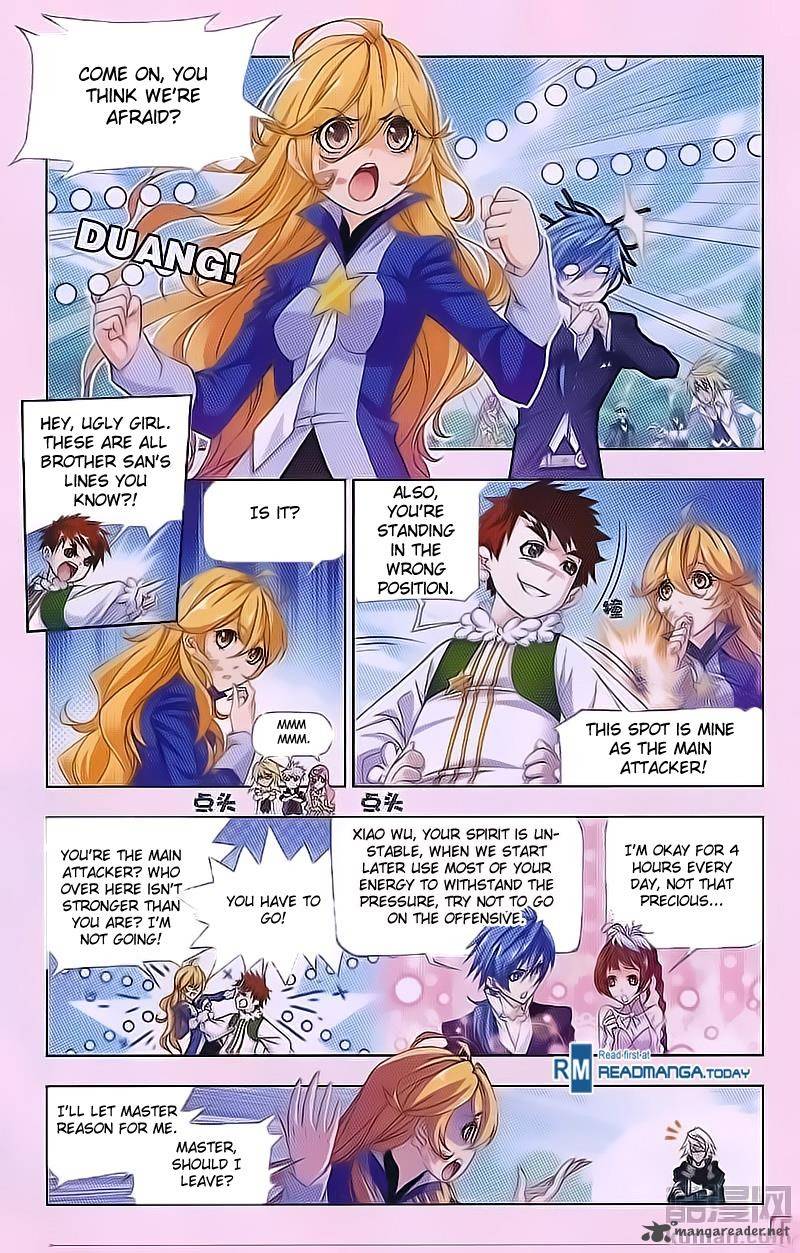 COME ON, YOU
THINK WE'RE
AFRAID?
DUANG!
HEY, UGLY GIRL.
THESE ARE ALL
BROTHER SAN'S
LINES YOU
KNOW?!
IS IT?
MMM
MMM.
点头
点头
ALSO,
YOU'RE
STANDING
IN THE
WRONG
POSITION.
THIS SPOT IS MINE
AS THE MAIN
ATTACKER!
YOU'RE THE MAIN
ATTACKER? WHO
OVER HERE ISN'T
STRONGER THAN
YOU ARE? I'M
NOT GOING!
YOU HAVE TO
GO!
XIAO WU, YOUR SPIRIT IS UN-
STABLE, WHEN WE START
LATER USE MOST OF YOUR
ENERGY TO WITHSTAND THE
PRESSURE, TRY NOT TO
GO ON THE OFFENSIVE.
I'M OKAY FOR 4
HOURS EVERY
DAY, NOT THAT
PRECIOUS...
RM
Read first at
READMANGA.TODAY
I'LL LET MASTER
REASON FOR ME.
MASTER,
SHOULD I
LEAVE?
mangareader.net